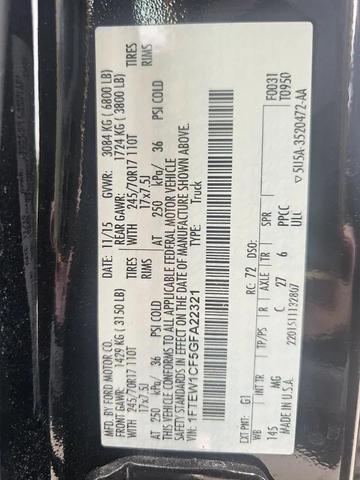 MFD. BY FORD MOTOR CO.
DATE: 11/15 GVWR: 3084 KG ( 6800 LB)
FRONT GAWR: 1429 KG ( 3150 LB) REAR GAWR: 1724 KG ( 3800 LB)
WITH 245/70R17 110T TIRES WITH 245/70R17 110T TIRES
17x7.5J RIMS 17x7.5J RIMS
AT 250 kPa/ 36 PSI COLD AT 250 kPa/ 36 PSI COLD
THIS VEHICLE CONFORMS TO ALL APPLICABLE FEDERAL MOTOR VEHICLE
SAFETY STANDARDS IN EFFECT ON THE DATE OF MANUFACTURE SHOWN ABOVE.
VIN: 1FTEW1CF5GFA22321
TYPE: Truck
F0031
T0950
EXT PNT: G1 RC: 72 DSO:
WB INT TR TP/PS R AXLE TR SPR
145 MG C 27 6 PPCC
MADE IN U.S.A. ULL
2201511132807
▽5U5A-3520472-AA